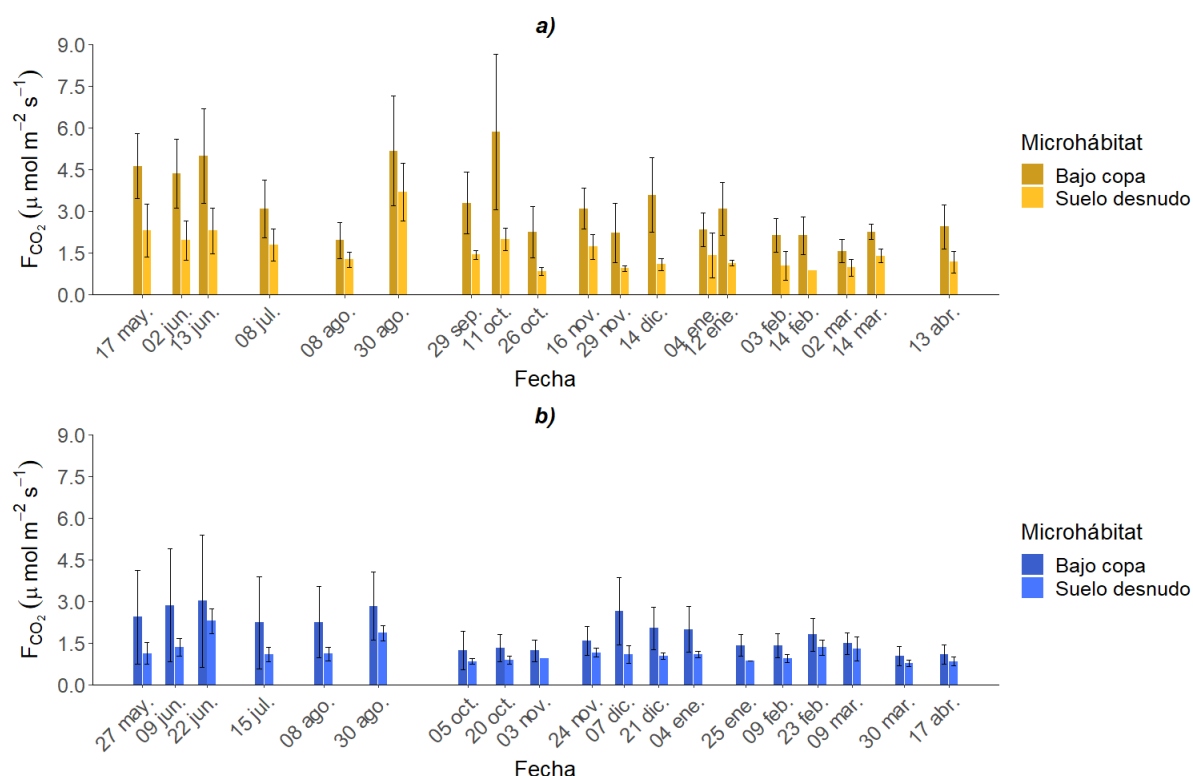 a)
9.0
7.5
6.0
4.5
3.0
1.5
0.0
F_CO₂ (μ mol m⁻² s⁻¹)
17 may.
02 jun.
13 jun.
08 jul.
08 ago.
30 ago.
29 sep.
11 oct.
26 oct.
16 nov.
29 nov.
14 dic.
04 ene.
12 ene.
03 feb.
14 feb.
02 mar.
14 mar.
13 abr.
Fecha
Microhábitat
Bajo copa
Suelo desnudo
b)
9.0
7.5
6.0
4.5
3.0
1.5
0.0
F_CO₂ (μ mol m⁻² s⁻¹)
27 may.
09 jun.
22 jun.
15 jul.
08 ago.
30 ago.
05 oct.
20 oct.
03 nov.
24 nov.
07 dic.
21 dic.
04 ene.
25 ene.
09 feb.
23 feb.
09 mar.
30 mar.
17 abr.
Fecha
Microhábitat
Bajo copa
Suelo desnudo